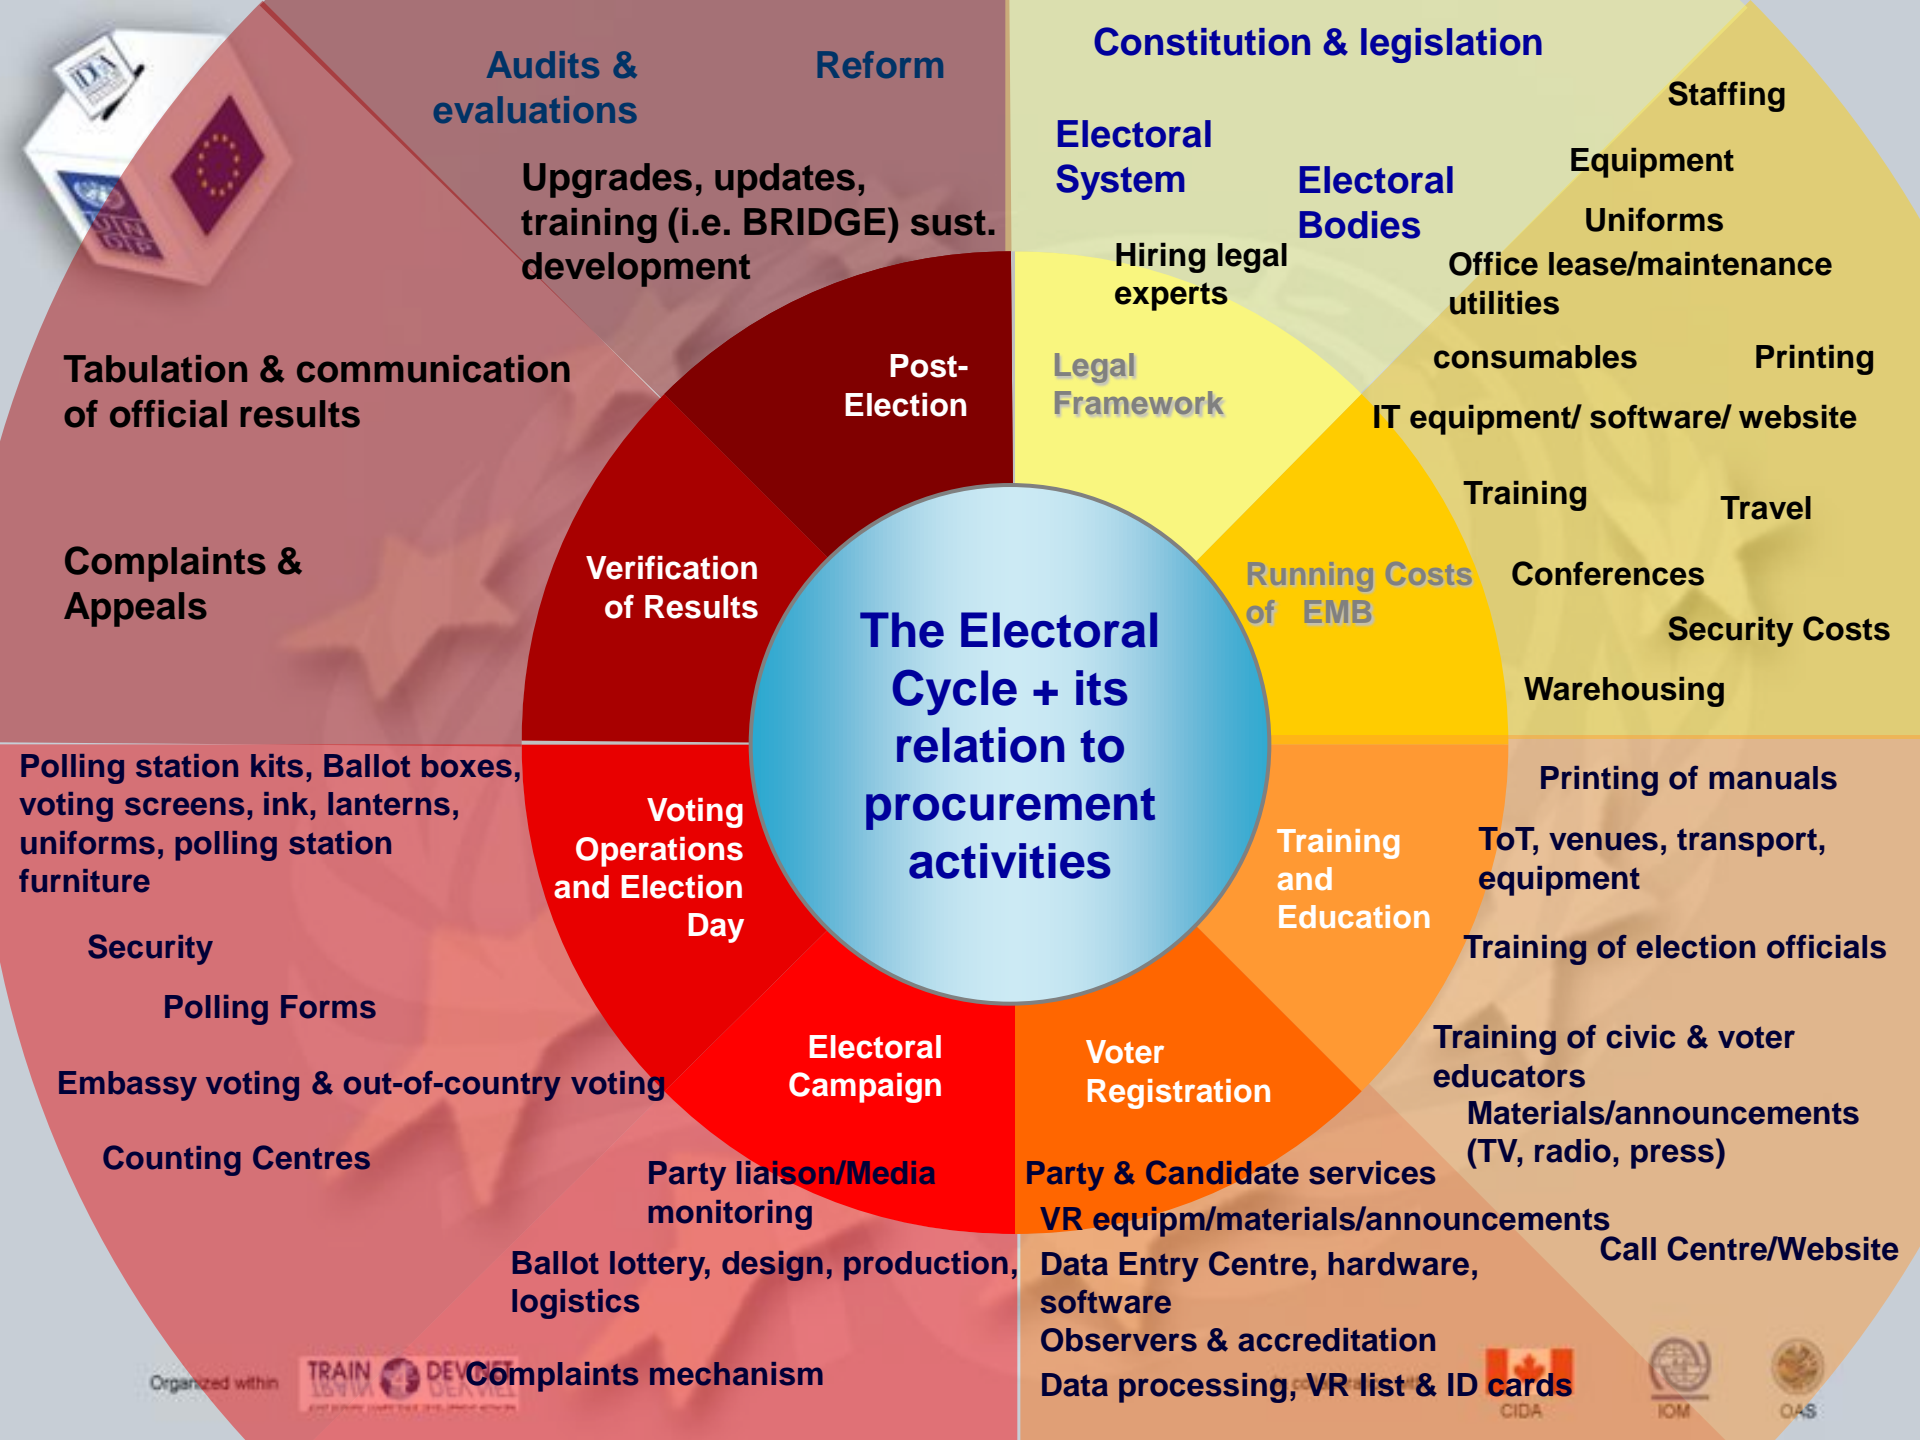 Constitution & legislation
Audits &
evaluations
Reform
Staffing
Electoral
System
Electoral
Bodies
Equipment
Upgrades, updates,
training (i.e. BRIDGE) sust.
development
Uniforms
Hiring legal
experts
Office lease/maintenance
utilities
Tabulation & communication
of official results
Post-
Election
Legal
Framework
consumables
Printing
IT equipment/ software/ website
Training
Travel
Complaints &
Appeals
Verification
of Results
Running Costs
of EMB
Conferences
Security Costs
Warehousing
The Electoral
Cycle + its
relation to
procurement
activities
Polling station kits, Ballot boxes,
voting screens, ink, lanterns,
uniforms, polling station
furniture
Voting
Operations
and Election
Day
Training
and
Education
Printing of manuals
ToT, venues, transport,
equipment
Security
Training of election officials
Polling Forms
Electoral
Campaign
Voter
Registration
Training of civic & voter
educators
Embassy voting & out-of-country voting
Materials/announcements
(TV, radio, press)
Counting Centres
Party liaison/Media
monitoring
Party & Candidate services
VR equipm/materials/announcements
Call Centre/Website
Ballot lottery, design, production,
logistics
Data Entry Centre, hardware,
software
Observers & accreditation
Complaints mechanism
Data processing, VR list & ID cards
Organized within
TRAIN 4 DEV NET
CIDA
IOM
OAS